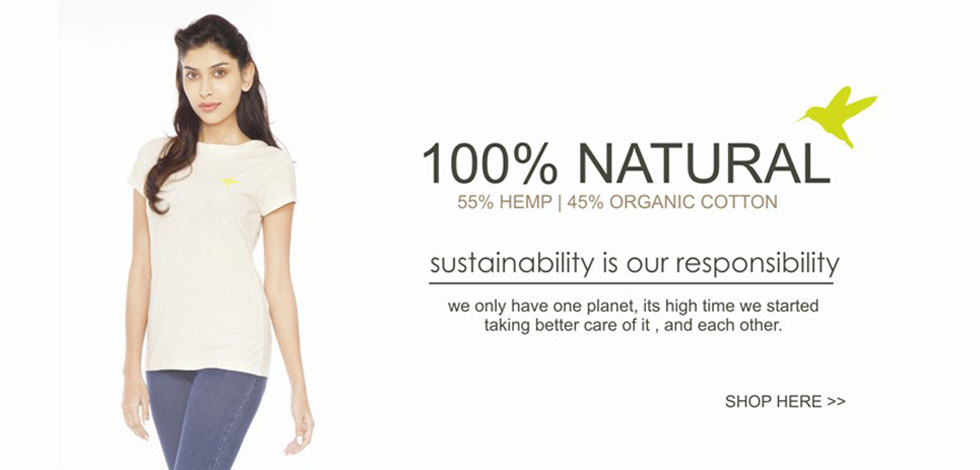 100% NATURAL
55% HEMP | 45% ORGANIC COTTON
sustainability is our responsibility
we only have one planet, its high time we started
taking better care of it , and each other.
SHOP HERE >>